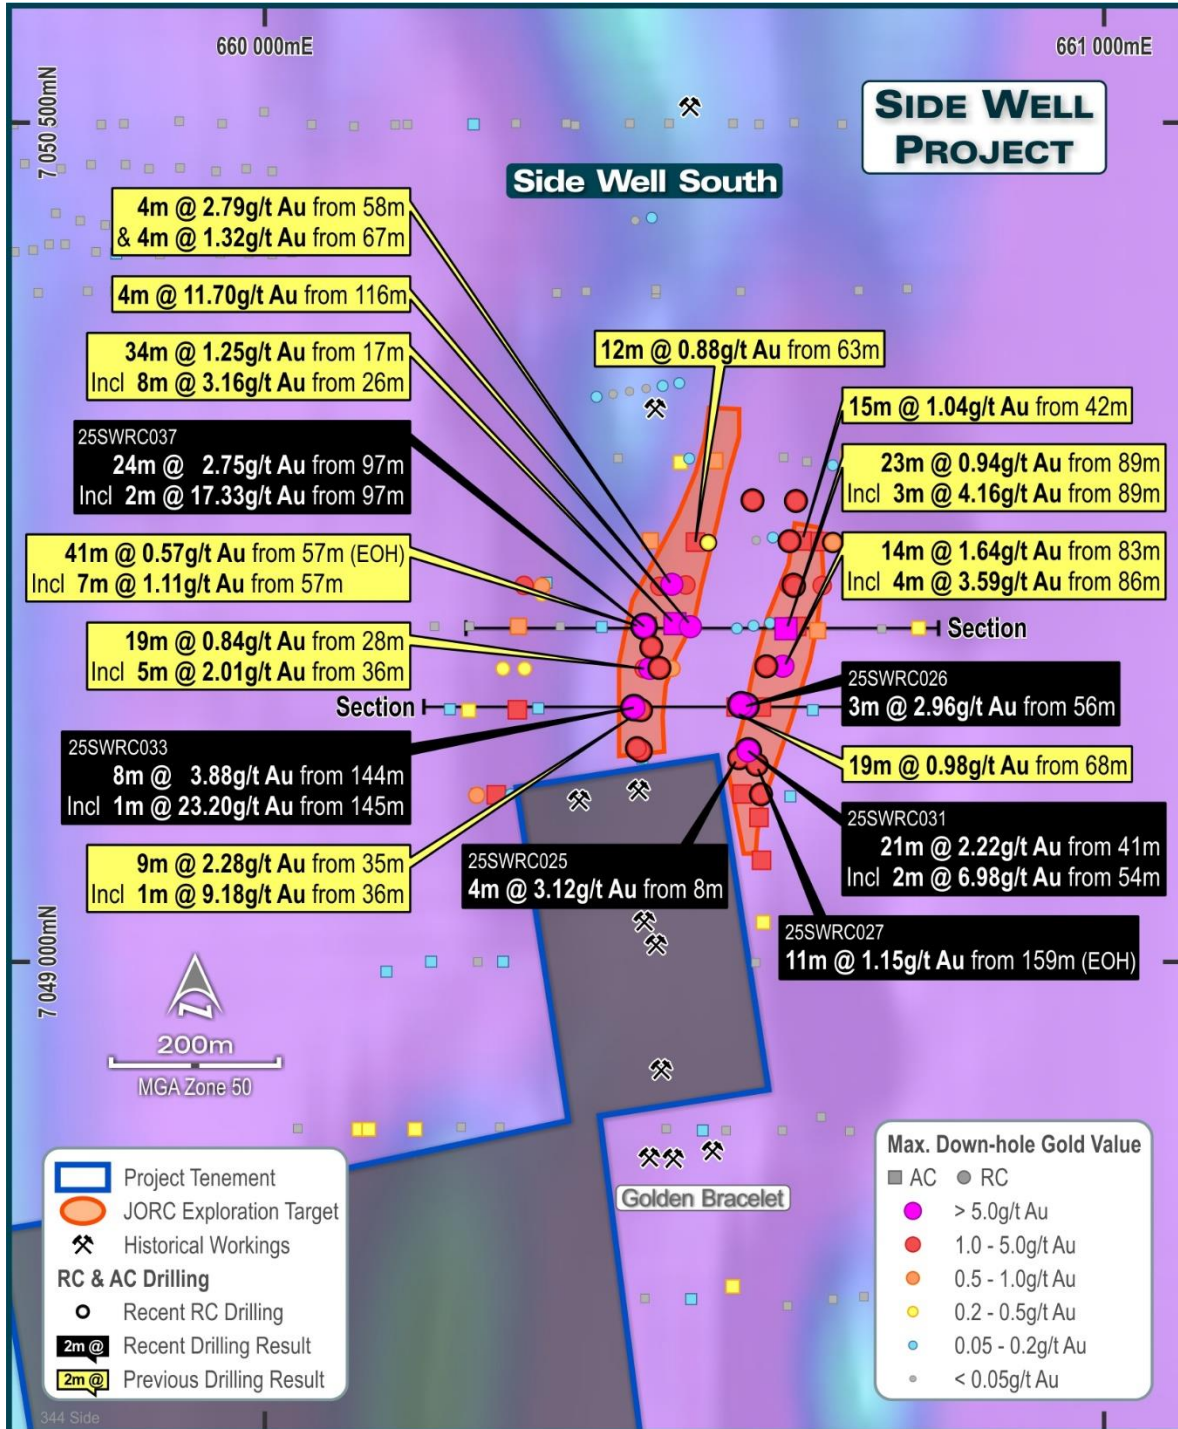 660 000mE
661 000mE
7 050 500mN
SIDE WELL
PROJECT
Side Well South
4m @ 2.79g/t Au from 58m
& 4m @ 1.32g/t Au from 67m
4m @ 11.70g/t Au from 116m
34m @ 1.25g/t Au from 17m
Incl 8m @ 3.16g/t Au from 26m
12m @ 0.88g/t Au from 63m
15m @ 1.04g/t Au from 42m
25SWRC037
24m @ 2.75g/t Au from 97m
Incl 2m @ 17.33g/t Au from 97m
23m @ 0.94g/t Au from 89m
Incl 3m @ 4.16g/t Au from 89m
41m @ 0.57g/t Au from 57m (EOH)
Incl 7m @ 1.11g/t Au from 57m
14m @ 1.64g/t Au from 83m
Incl 4m @ 3.59g/t Au from 86m
Section
19m @ 0.84g/t Au from 28m
Incl 5m @ 2.01g/t Au from 36m
25SWRC026
3m @ 2.96g/t Au from 56m
Section
25SWRC033
8m @ 3.88g/t Au from 144m
Incl 1m @ 23.20g/t Au from 145m
19m @ 0.98g/t Au from 68m
25SWRC031
21m @ 2.22g/t Au from 41m
Incl 2m @ 6.98g/t Au from 54m
9m @ 2.28g/t Au from 35m
Incl 1m @ 9.18g/t Au from 36m
25SWRC025
4m @ 3.12g/t Au from 8m
25SWRC027
11m @ 1.15g/t Au from 159m (EOH)
7 049 000mN
N
200m
MGA Zone 50
Golden Bracelet
Project Tenement
JORC Exploration Target
Historical Workings
RC & AC Drilling
Recent RC Drilling
2m @ Recent Drilling Result
2m @ Previous Drilling Result
344 Side
Max. Down-hole Gold Value
AC RC
> 5.0g/t Au
1.0 - 5.0g/t Au
0.5 - 1.0g/t Au
0.2 - 0.5g/t Au
0.05 - 0.2g/t Au
< 0.05g/t Au